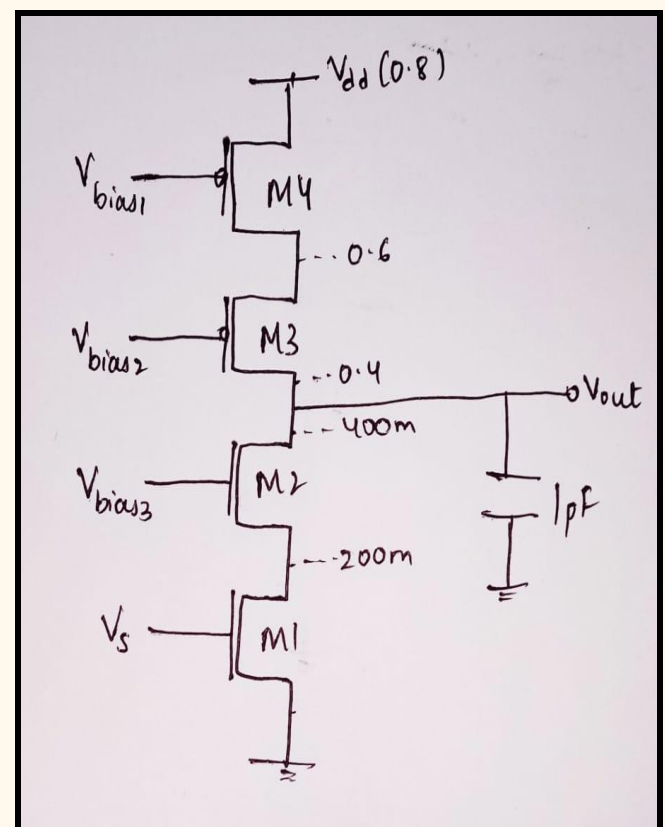 Vdd (0.8)
Vbias1
M4
0.6
Vbias2
M3
0.4
Vout
400m
Vbias3
M2
1pF
200m
Vs
M1